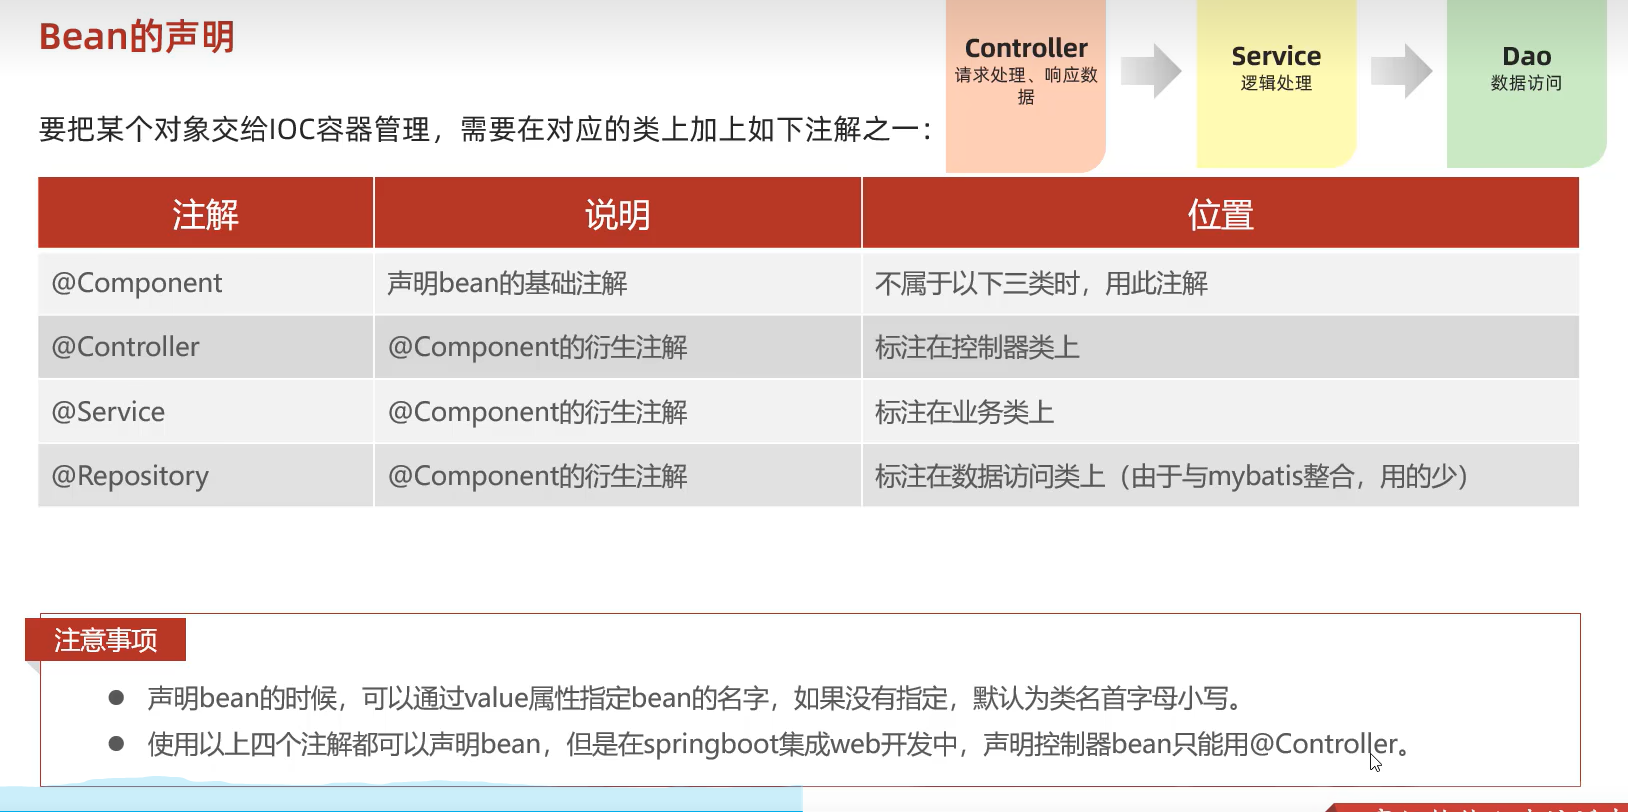 Bean的声明
Controller
请求处理、响应数
据
Service
逻辑处理
Dao
数据访问
要把某个对象交给IOC容器管理，需要在对应的类上加上如下注解之一：
注解 说明 位置
@Component 声明bean的基础注解 不属于以下三类时，用此注解
@Controller @Component的衍生注解 标注在控制器类上
@Service @Component的衍生注解 标注在业务类上
@Repository @Component的衍生注解 标注在数据访问类上（由于与mybatis整合，用的少）
注意事项
声明bean的时候，可以通过value属性指定bean的名字，如果没有指定，默认为类名首字母小写。
使用以上四个注解都可以声明bean，但是在springboot集成web开发中，声明控制器bean只能用@Controller。